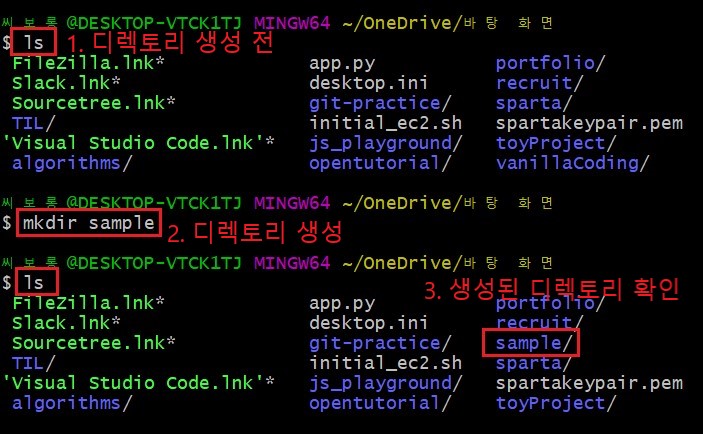 씨보롱@DESKTOP-VTCK1TJ MINGW64 ~/OneDrive/바탕 화면
$ ls 1. 디렉토리 생성 전
FileZilla.lnk* app.py portfolio/
Slack.lnk* desktop.ini recruit/
Sourcetree.lnk* git-practice/ sparta/
TIL/ initial_ec2.sh spartakeypair.pem
'Visual Studio Code.lnk'* js_playground/ toyProject/
algorithms/ opentutorial/ vanillaCoding/
씨보롱@DESKTOP-VTCK1TJ MINGW64 ~/OneDrive/바탕 화면
$ mkdir sample 2. 디렉토리 생성
씨보롱@DESKTOP-VTCK1TJ MINGW64 ~/OneDrive/바탕 화면
$ ls 3. 생성된 디렉토리 확인
FileZilla.lnk* app.py portfolio/
Slack.lnk* desktop.ini recruit/
Sourcetree.lnk* git-practice/ sample/
TIL/ initial_ec2.sh sparta/
'Visual Studio Code.lnk'* js_playground/ spartakeypair.pem
algorithms/ opentutorial/ toyProject/